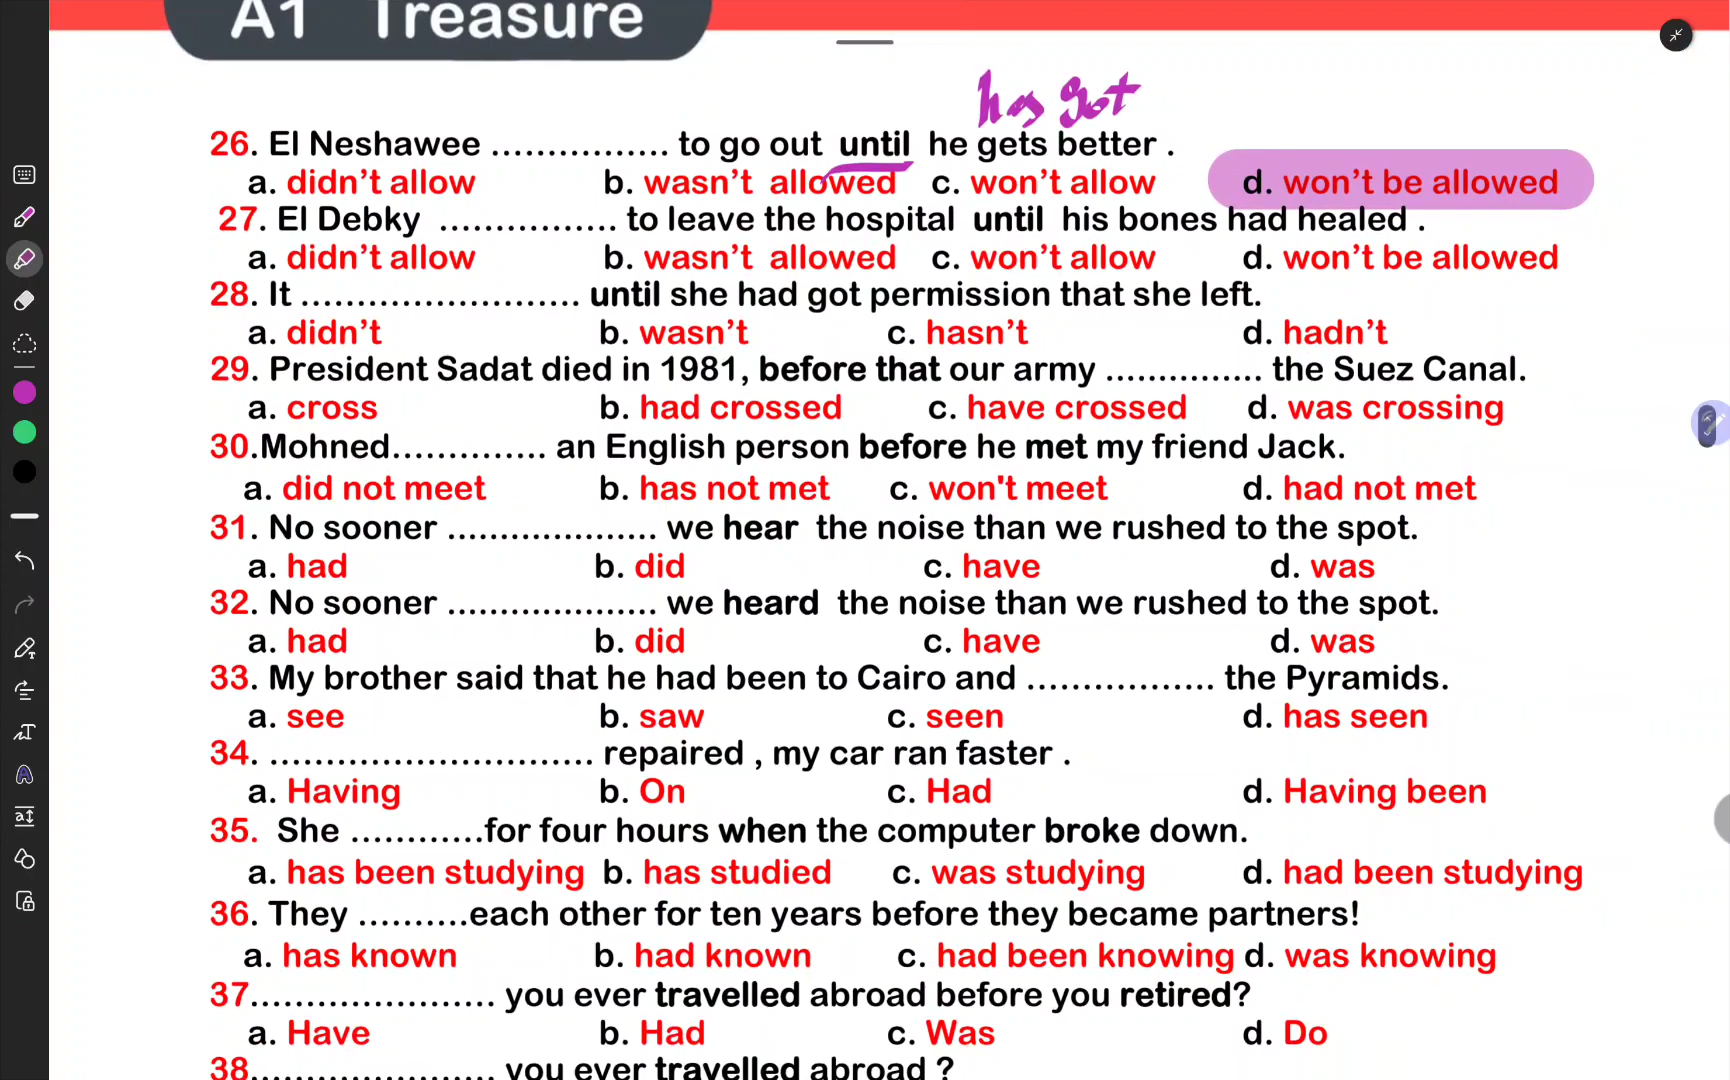 A1 Treasure
has got
26. El Neshawee ................ to go out until he gets better .
a. didn't allow b. wasn't allowed c. won't allow d. won't be allowed
27. El Debky ................ to leave the hospital until his bones had healed .
a. didn't allow b. wasn't allowed c. won't allow d. won't be allowed
28. It ......................... until she had got permission that she left.
a. didn't b. wasn't c. hasn't d. hadn't
29. President Sadat died in 1981, before that our army ............... the Suez Canal.
a. cross b. had crossed c. have crossed d. was crossing
30.Mohned.............. an English person before he met my friend Jack.
a. did not meet b. has not met c. won't meet d. had not met
31. No sooner .................... we hear the noise than we rushed to the spot.
a. had b. did c. have d. was
32. No sooner .................... we heard the noise than we rushed to the spot.
a. had b. did c. have d. was
33. My brother said that he had been to Cairo and .................. the Pyramids.
a. see b. saw c. seen d. has seen
34. ............................. repaired , my car ran faster .
a. Having b. On c. Had d. Having been
35. She ............for four hours when the computer broke down.
a. has been studying b. has studied c. was studying d. had been studying
36. They ..........each other for ten years before they became partners!
a. has known b. had known c. had been knowing d. was knowing
37...................... you ever travelled abroad before you retired?
a. Have b. Had c. Was d. Do
38...................... you ever travelled abroad ?